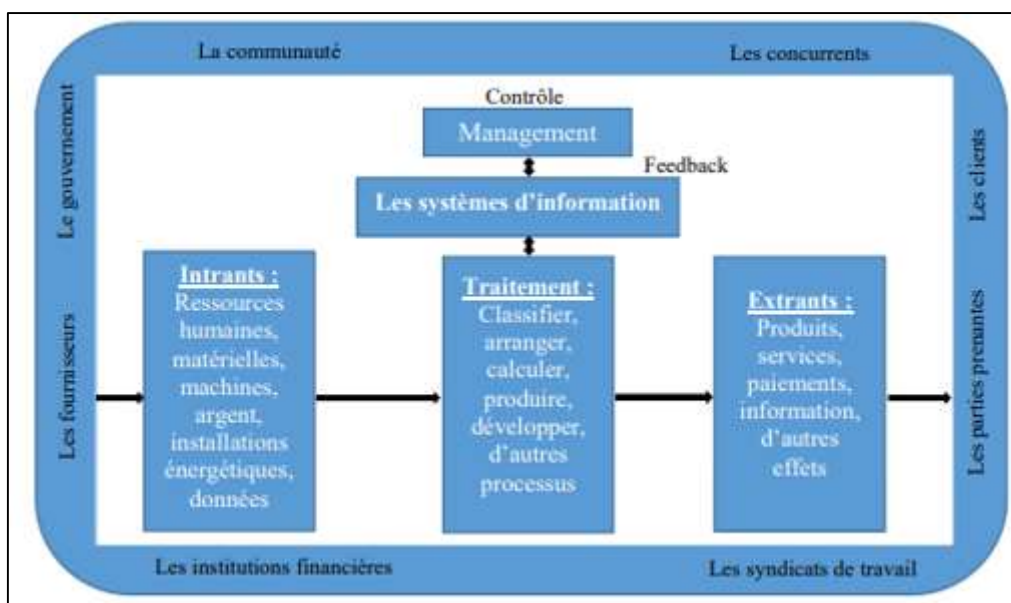 La communauté
Les concurrents
Le gouvernement
Les fournisseurs
Contrôle
Management
Feedback
Les systèmes d'information
Intrants :
Ressources
humaines,
matérielles,
machines,
argent,
installations
énergétiques,
données
Traitement :
Classifier,
arranger,
calculer,
produire,
développer,
d'autres
processus
Extrants :
Produits,
services,
paiements,
information,
d'autres
effets
Les clients
Les parties prenantes
Les institutions financières
Les syndicats de travail